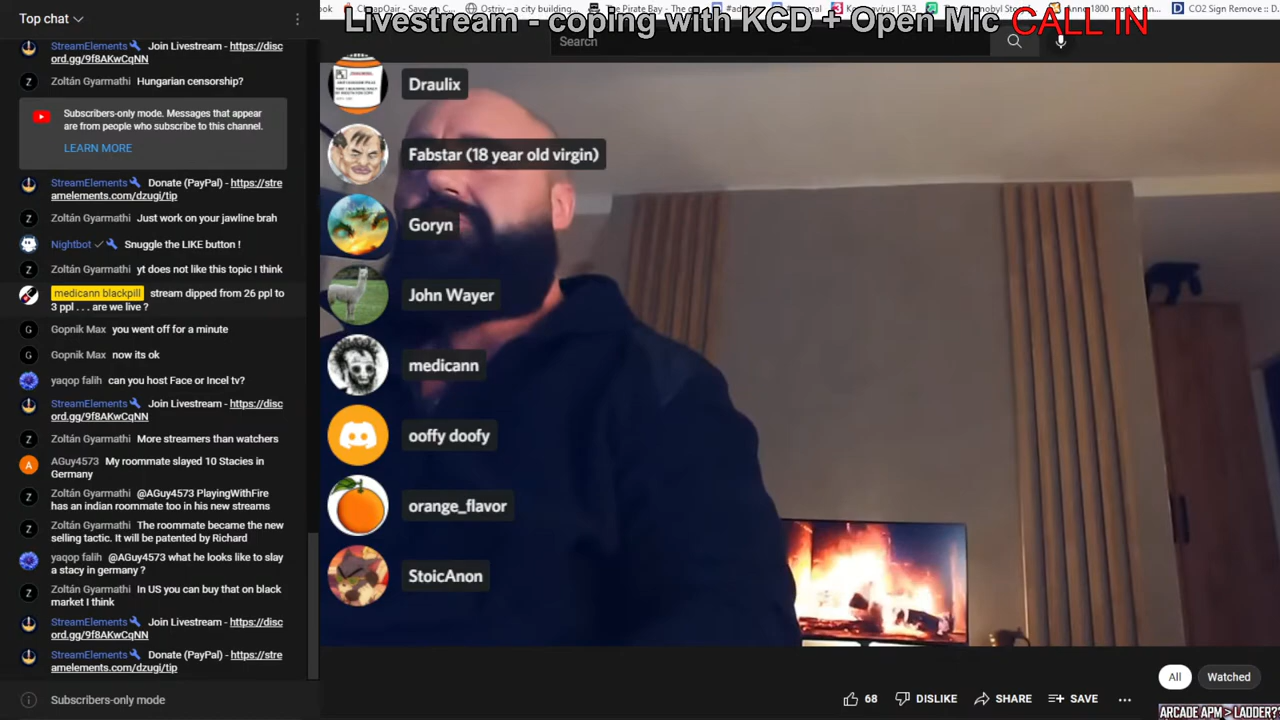 Top chat
StreamElements Join Livestream - https://disc
ord.gg/9f8AKwCqNN
Zoltán Gyarmathi Hungarian censorship?
Subscribers-only mode. Messages that appear
are from people who subscribe to this channel.
LEARN MORE
StreamElements Donate (PayPal) - https://stre
amelements.com/dzugi/tip
Zoltán Gyarmathi Just work on your jawline brah
Nightbot Snuggle the LIKE button !
Zoltán Gyarmathi yt does not like this topic I think
medicann blackpill stream dipped from 26 ppl to
3 ppl . . . are we live ?
Gopnik Max you went off for a minute
Gopnik Max now its ok
yaqop falih can you host Face or Incel tv?
StreamElements Join Livestream - https://disc
ord.gg/9f8AKwCqNN
Zoltán Gyarmathi More streamers than watchers
AGuy4573 My roommate slayed 10 Stacies in
Germany
Zoltán Gyarmathi @AGuy4573 PlayingWithFire
has an indian roommate too in his new streams
Zoltán Gyarmathi The roommate became the new
selling tactic. It will be patented by Richard
yaqop falih @AGuy4573 what he looks like to slay
a stacy in germany ?
Zoltán Gyarmathi In US you can buy that on black
market I think
StreamElements Join Livestream - https://disc
ord.gg/9f8AKwCqNN
StreamElements Donate (PayPal) - https://stre
amelements.com/dzugi/tip
Subscribers-only mode
Livestream - coping with KCD + Open Mic CALL IN
CO2 Sign Remove :: D
Search
Draulix
Fabstar (18 year old virgin)
Goryn
John Wayer
medicann
ooffy doofy
orange_flavor
StoicAnon
All Watched
68 DISLIKE SHARE SAVE
ARCADE APM > LADDER??